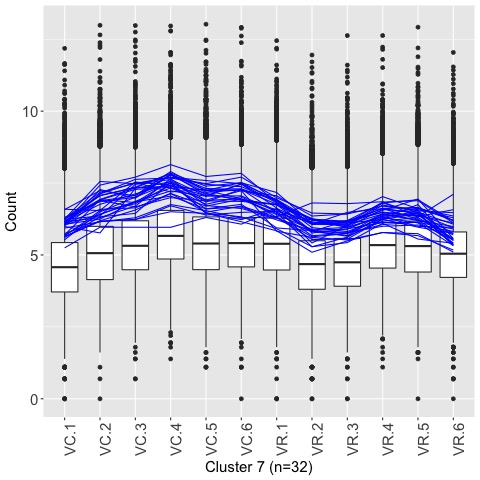 Count
10
5
0
VC.1
VC.2
VC.3
VC.4
VC.5
VC.6
VR.1
VR.2
VR.3
VR.4
VR.5
VR.6
Cluster 7 (n=32)